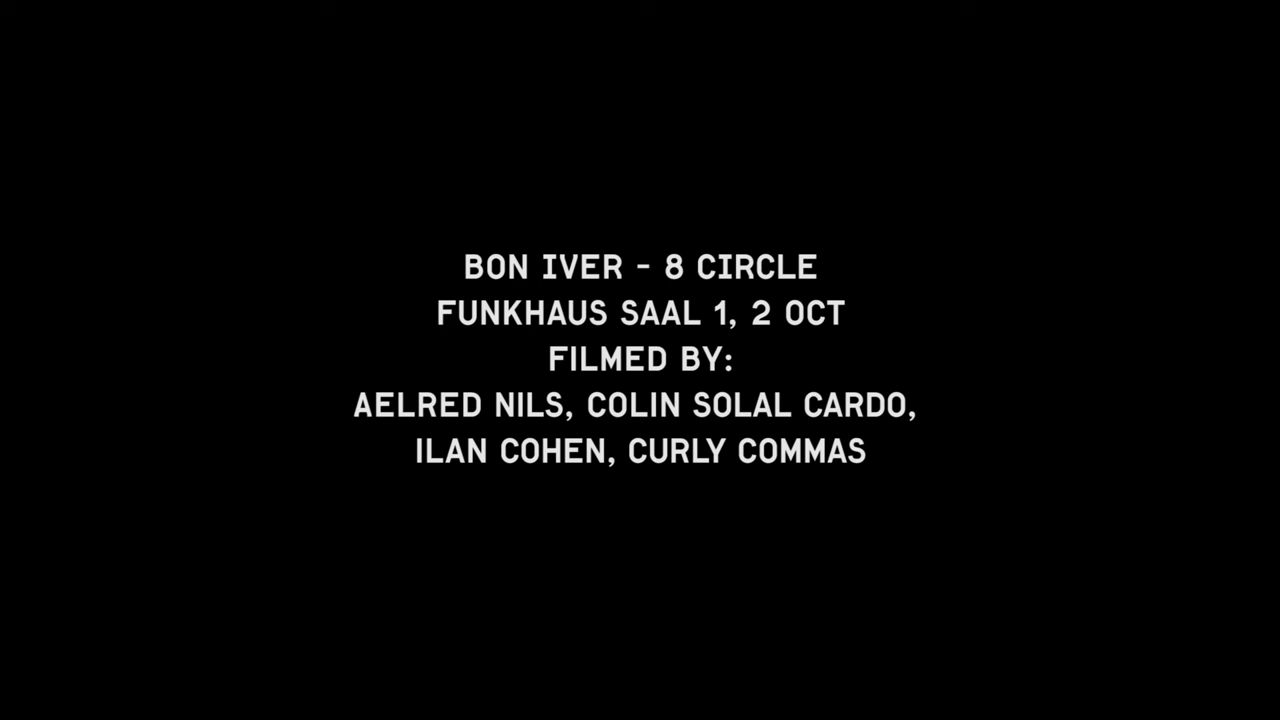 BON IVER - 8 CIRCLE
FUNKHAUS SAAL 1, 2 OCT
FILMED BY:
AELRED NILS, COLIN SOLAL CARDO,
ILAN COHEN, CURLY COMMAS